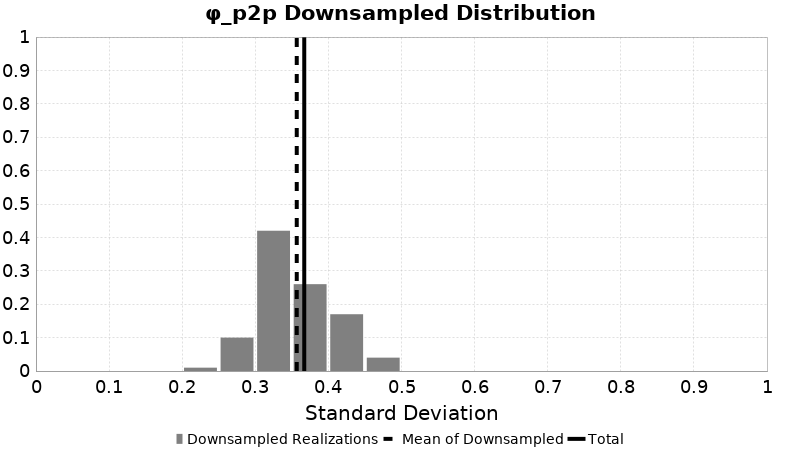 φ_p2p Downsampled Distribution
1
0.9
0.8
0.7
0.6
0.5
0.4
0.3
0.2
0.1
0
0 0.1 0.2 0.3 0.4 0.5 0.6 0.7 0.8 0.9 1
Standard Deviation
Downsampled Realizations Mean of Downsampled Total